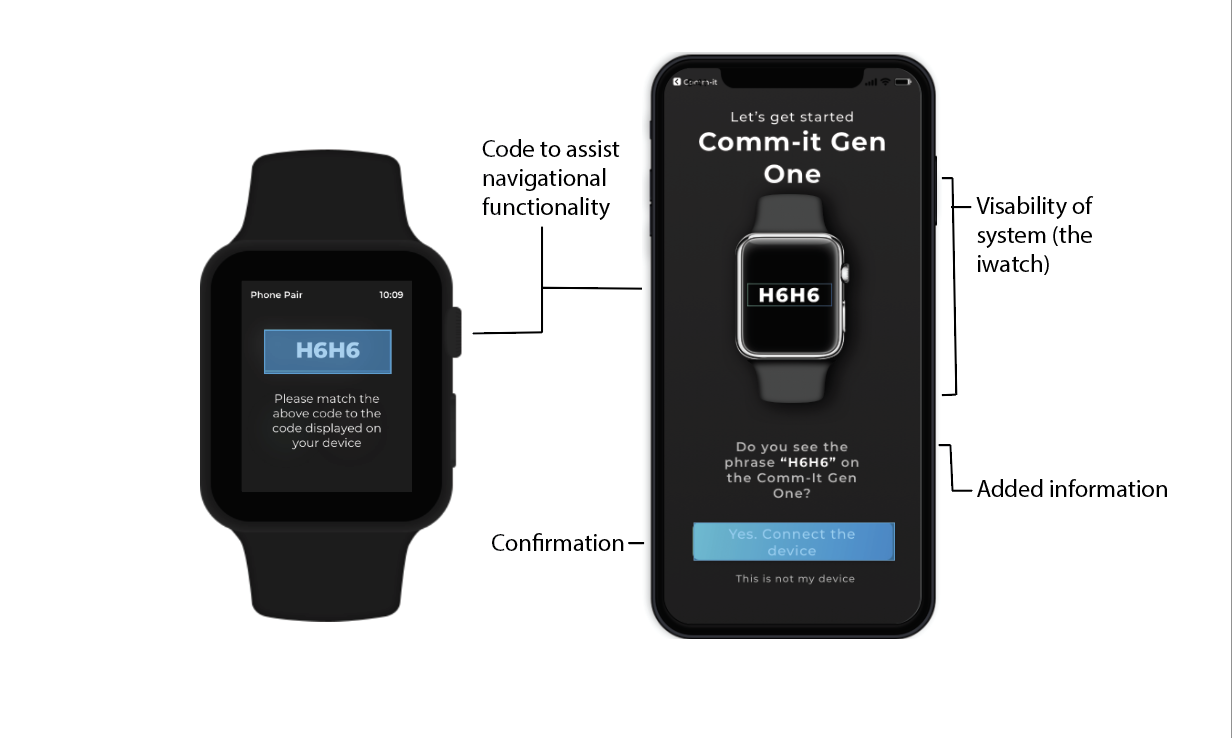 Code to assist
navigational
functionality
Phone Pair
10:09
H6H6
Please match the
above code to the
code displayed on
your device
Comm-it
Let's get started
Comm-it Gen
One
H6H6
Do you see the
phrase “H6H6” on
the Comm-It Gen
One?
Yes. Connect the
device
This is not my device
Confirmation
Visability of
system (the
iwatch)
Added information